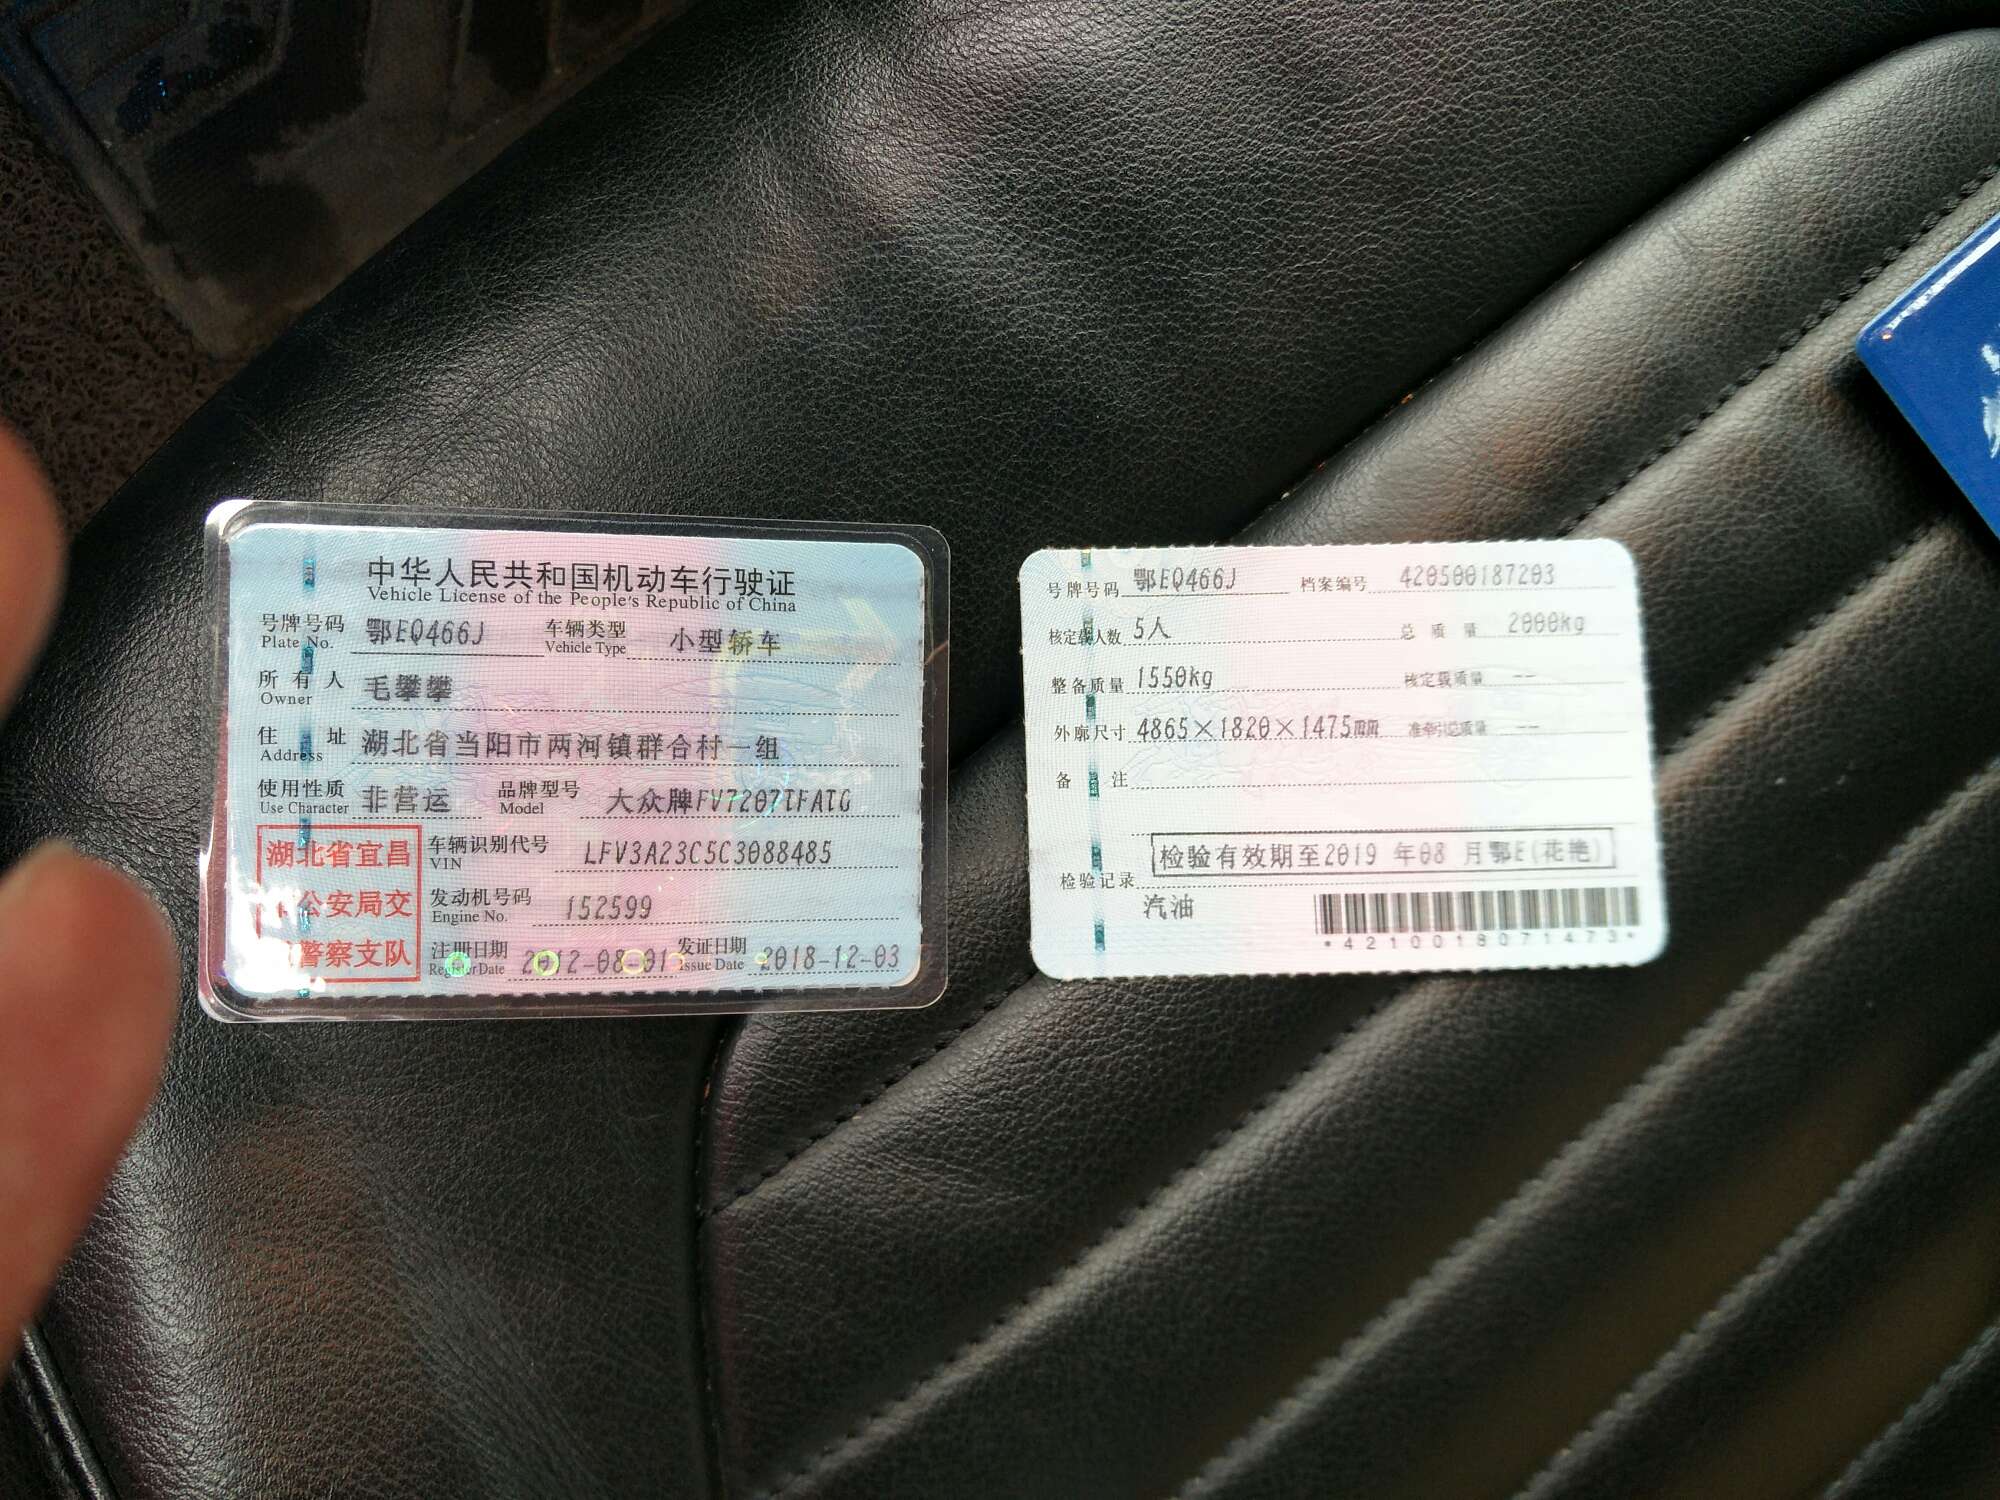 中华人民共和国机动车行驶证
Vehicle License of the People's Republic of China
号牌号码 鄂EQ466J 车辆类型 小型轿车
Plate No. Vehicle Type
所有人 毛攀攀
Owner
住址 湖北省当阳市两河镇群合村一组
Address
使用性质 非营运 品牌型号 大众牌FV7207TFATG
Use Character Model
湖北省宜昌
公安局交
警察支队
车辆识别代号 LFV3A23C5C3088485
VIN
发动机号码 152599
Engine No.
注册日期 2012-08-01 发证日期 2018-12-03
Register Date Issue Date
号牌号码 鄂EQ466J 档案编号 420500187203
核定载人数 5人 总质量 2000kg
整备质量 1550kg 核定载质量 --
外廓尺寸 4865×1820×1475mm 准牵引总质量 --
备注
检验有效期至2019年08月鄂E(花艳)
检验记录
汽油
*4210018071473*